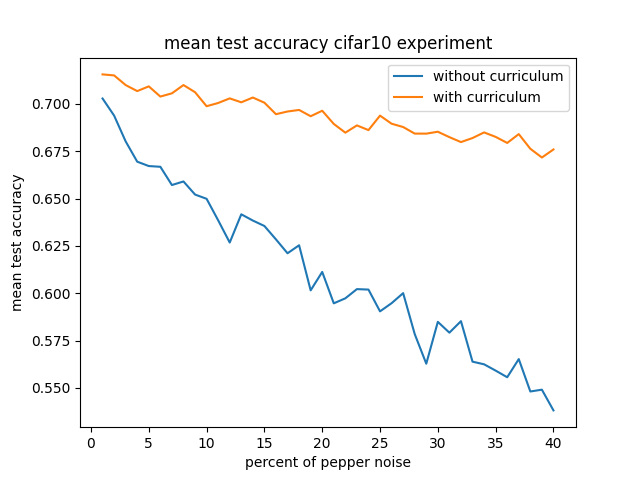 mean test accuracy cifar10 experiment
without curriculum
with curriculum
0.700
0.675
0.650
0.625
0.600
0.575
0.550
mean test accuracy
0 5 10 15 20 25 30 35 40
percent of pepper noise